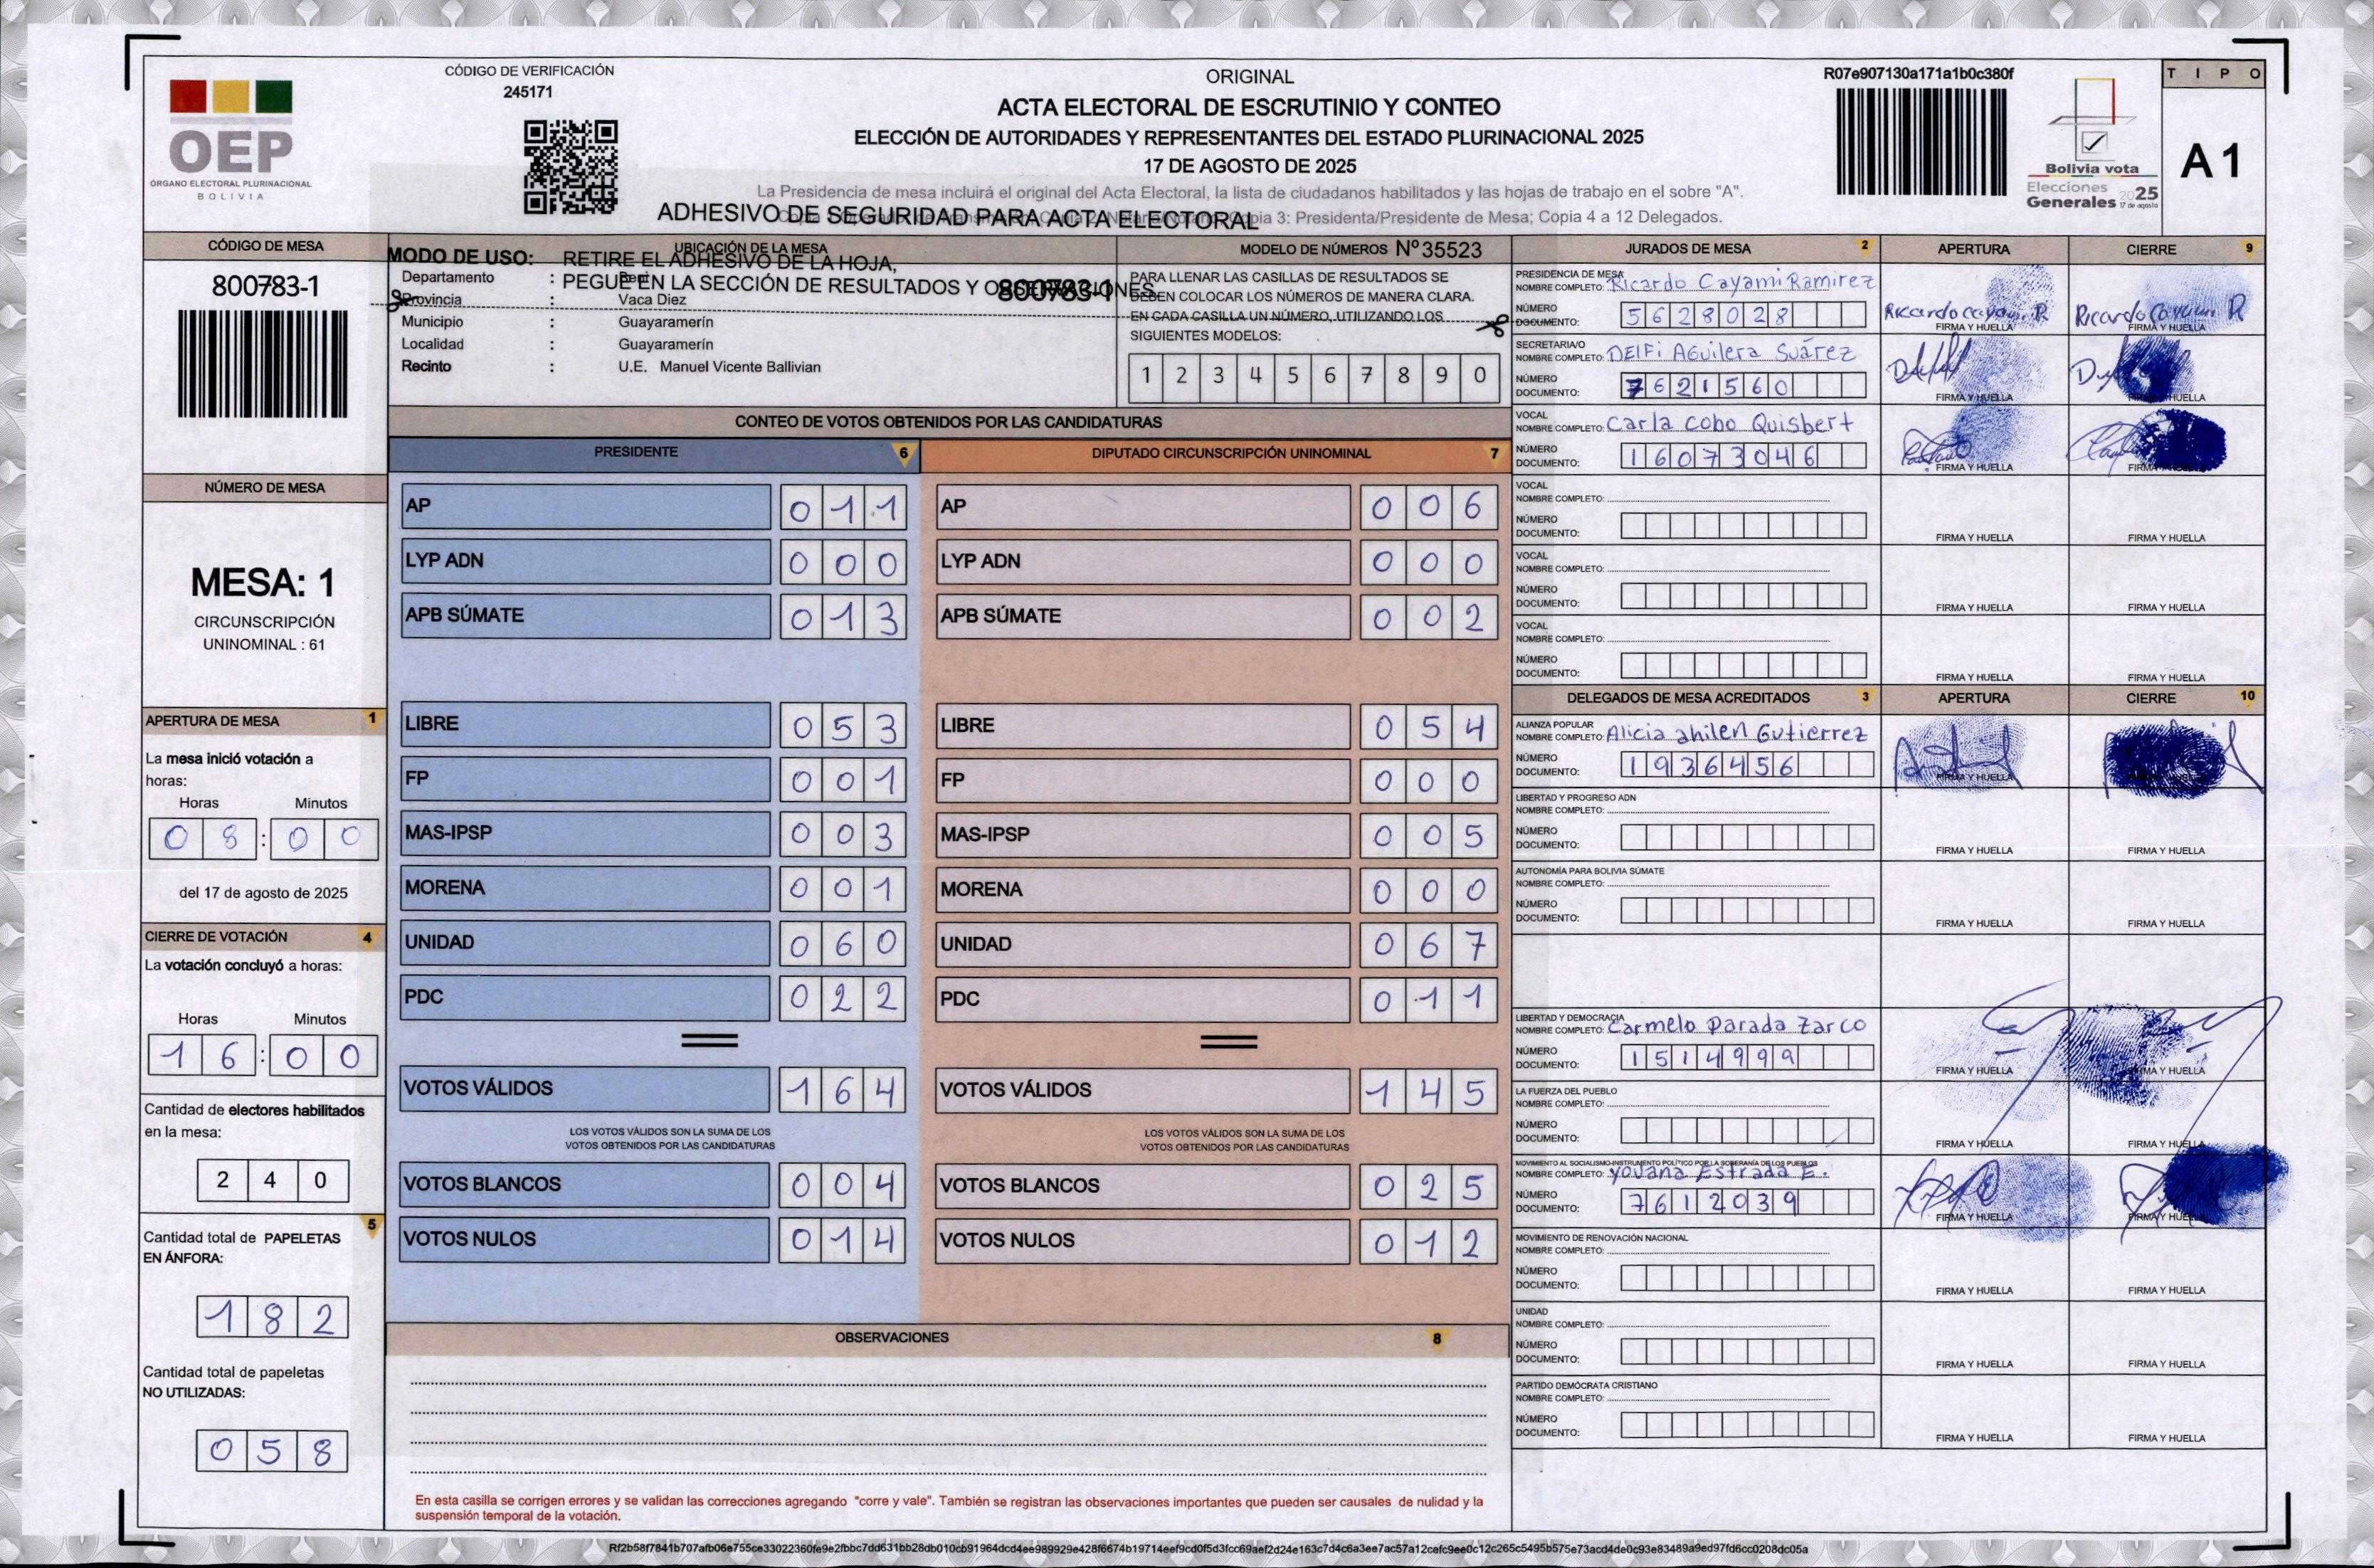 CÓDIGO DE VERIFICACIÓN
245171
OEP
ÓRGANO ELECTORAL PLURINACIONAL
BOLIVIA
ORIGINAL
ACTA ELECTORAL DE ESCRUTINIO Y CONTEO
ELECCIÓN DE AUTORIDADES Y REPRESENTANTES DEL ESTADO PLURINACIONAL 2025
17 DE AGOSTO DE 2025
La Presidencia de mesa incluirá el original del Acta Electoral, la lista de ciudadanos habilitados y las hojas de trabajo en el sobre "A".
3: Presidenta/Presidente de Mesa; Copia 4 a 12 Delegados.
ADHESIVO DE SEGURIDAD PARA ACTA ELECTORAL
R07e907130a171a1b0c380f
Bolivia vota
Elecciones
Generales 2025
17 de agosto
TIPO
A1
CÓDIGO DE MESA
800783-1
MODO DE USO: RETIRE EL ADHESIVO DE LA HOJA,
PEGUE EN LA SECCIÓN DE RESULTADOS Y OBSERVACIONES.
800783-1
UBICACIÓN DE LA MESA
Departamento : Beni
Provincia : Vaca Diez
Municipio : Guayaramerín
Localidad : Guayaramerín
Recinto : U.E. Manuel Vicente Ballivian
MODELO DE NÚMEROS Nº35523
PARA LLENAR LAS CASILLAS DE RESULTADOS SE
DEBEN COLOCAR LOS NÚMEROS DE MANERA CLARA.
EN CADA CASILLA UN NÚMERO, UTILIZANDO LOS
SIGUIENTES MODELOS:
1 2 3 4 5 6 7 8 9 0
NÚMERO DE MESA
MESA: 1
CIRCUNSCRIPCIÓN
UNINOMINAL : 61
APERTURA DE MESA 1
La mesa inició votación a
horas:
Horas Minutos
08:00
del 17 de agosto de 2025
CIERRE DE VOTACIÓN 4
La votación concluyó a horas:
Horas Minutos
16:00
Cantidad de electores habilitados
en la mesa:
240
5
Cantidad total de PAPELETAS
EN ÁNFORA:
182
Cantidad total de papeletas
NO UTILIZADAS:
058
CONTEO DE VOTOS OBTENIDOS POR LAS CANDIDATURAS
PRESIDENTE 6
AP 011
LYP ADN 000
APB SÚMATE 013
LIBRE 053
FP 001
MAS-IPSP 003
MORENA 001
UNIDAD 060
PDC 022
VOTOS VÁLIDOS 164
LOS VOTOS VÁLIDOS SON LA SUMA DE LOS
VOTOS OBTENIDOS POR LAS CANDIDATURAS
VOTOS BLANCOS 004
VOTOS NULOS 014
DIPUTADO CIRCUNSCRIPCIÓN UNINOMINAL 7
AP 006
LYP ADN 000
APB SÚMATE 002
LIBRE 054
FP 000
MAS-IPSP 005
MORENA 000
UNIDAD 067
PDC 011
VOTOS VÁLIDOS 145
LOS VOTOS VÁLIDOS SON LA SUMA DE LOS
VOTOS OBTENIDOS POR LAS CANDIDATURAS
VOTOS BLANCOS 025
VOTOS NULOS 012
OBSERVACIONES 8
En esta casilla se corrigen errores y se validan las correcciones agregando "corre y vale". También se registran las observaciones importantes que pueden ser causales de nulidad y la
suspensión temporal de la votación.
JURADOS DE MESA 2 APERTURA CIERRE 9
PRESIDENCIA DE MESA
NOMBRE COMPLETO: Ricardo Cayami Ramirez
NÚMERO
DOCUMENTO: 5628028
FIRMA Y HUELLA FIRMA Y HUELLA
SECRETARIA/O
NOMBRE COMPLETO: DElFi AGuilera Suárez
NÚMERO
DOCUMENTO: 7621560
FIRMA Y HUELLA FIRMA Y HUELLA
VOCAL
NOMBRE COMPLETO: Carla Cobo Quisbert
NÚMERO
DOCUMENTO: 16073046
FIRMA Y HUELLA FIRMA Y HUELLA
VOCAL
NOMBRE COMPLETO:
NÚMERO
DOCUMENTO:
FIRMA Y HUELLA FIRMA Y HUELLA
VOCAL
NOMBRE COMPLETO:
NÚMERO
DOCUMENTO:
FIRMA Y HUELLA FIRMA Y HUELLA
VOCAL
NOMBRE COMPLETO:
NÚMERO
DOCUMENTO:
FIRMA Y HUELLA FIRMA Y HUELLA
DELEGADOS DE MESA ACREDITADOS 3 APERTURA CIERRE 10
ALIANZA POPULAR
NOMBRE COMPLETO: Alicia ahilen Gutierrez
NÚMERO
DOCUMENTO: 1936456
FIRMA Y HUELLA
LIBERTAD Y PROGRESO ADN
NOMBRE COMPLETO:
NÚMERO
DOCUMENTO:
FIRMA Y HUELLA FIRMA Y HUELLA
AUTONOMÍA PARA BOLIVIA SÚMATE
NOMBRE COMPLETO:
NÚMERO
DOCUMENTO:
FIRMA Y HUELLA FIRMA Y HUELLA
LIBERTAD Y DEMOCRACIA
NOMBRE COMPLETO: Carmelo Parada Zarco
NÚMERO
DOCUMENTO: 1514999
FIRMA Y HUELLA FIRMA Y HUELLA
LA FUERZA DEL PUEBLO
NOMBRE COMPLETO:
NÚMERO
DOCUMENTO:
FIRMA Y HUELLA FIRMA Y HUELLA
MOVIMIENTO AL SOCIALISMO-INSTRUMENTO POLÍTICO POR LA SOBERANÍA DE LOS PUEBLOS
NOMBRE COMPLETO: Yovana Estrada E.
NÚMERO
DOCUMENTO: 7612039
FIRMA Y HUELLA FIRMA Y HUELLA
MOVIMIENTO DE RENOVACIÓN NACIONAL
NOMBRE COMPLETO:
NÚMERO
DOCUMENTO:
FIRMA Y HUELLA FIRMA Y HUELLA
UNIDAD
NOMBRE COMPLETO:
NÚMERO
DOCUMENTO:
FIRMA Y HUELLA FIRMA Y HUELLA
PARTIDO DEMÓCRATA CRISTIANO
NOMBRE COMPLETO:
NÚMERO
DOCUMENTO:
FIRMA Y HUELLA FIRMA Y HUELLA